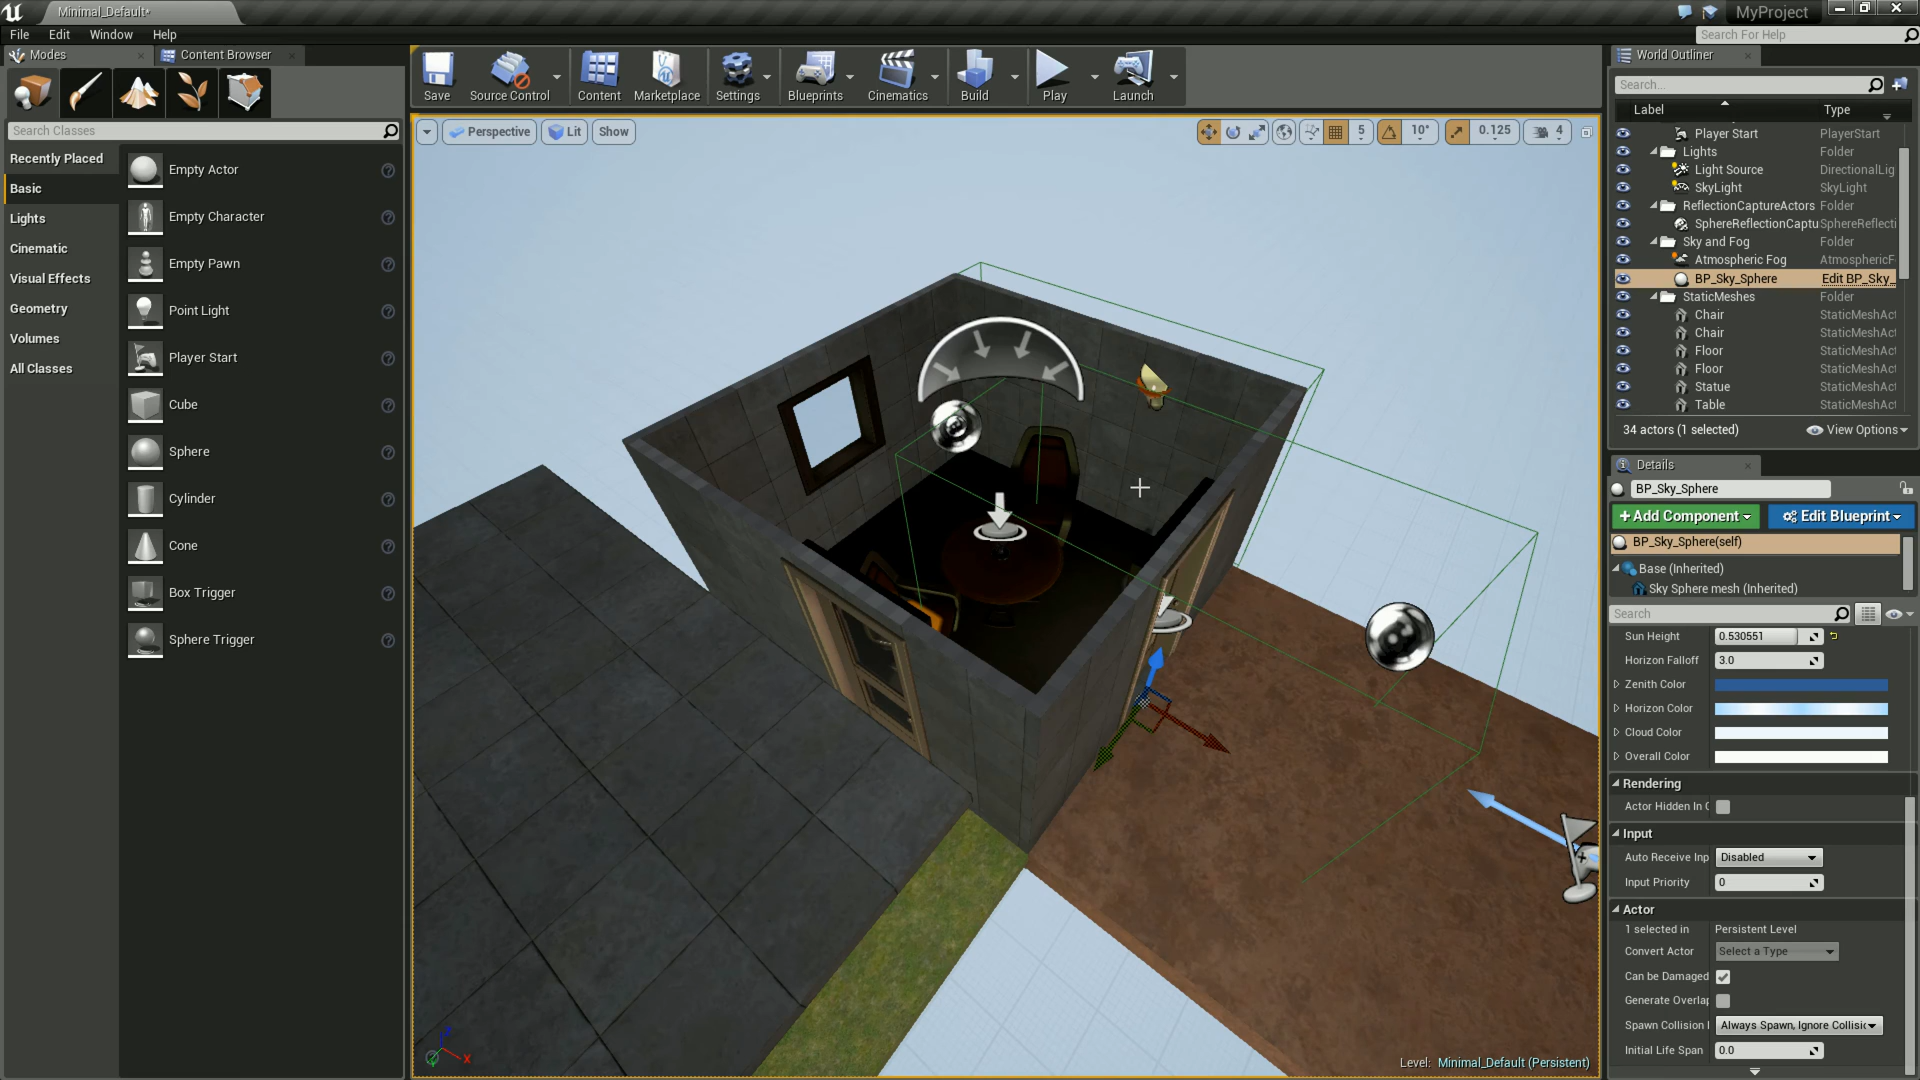 Minimal_Default*
MyProject
File Edit Window Help
Search For Help
Modes
Content Browser
Search Classes
Recently Placed
Basic
Lights
Cinematic
Visual Effects
Geometry
Volumes
All Classes
Empty Actor
Empty Character
Empty Pawn
Point Light
Player Start
Cube
Sphere
Cylinder
Cone
Box Trigger
Sphere Trigger
Save
Source Control
Content
Marketplace
Settings
Blueprints
Cinematics
Build
Play
Launch
Perspective
Lit
Show
5
10°
0.125
4
X
Level: Minimal_Default (Persistent)
World Outliner
Search...
Label Type
Player Start PlayerStart
Lights Folder
Light Source DirectionalLig
SkyLight SkyLight
ReflectionCaptureActors Folder
SphereReflectionCaptu SphereReflecti
Sky and Fog Folder
Atmospheric Fog AtmosphericF
BP_Sky_Sphere Edit BP_Sky_
StaticMeshes Folder
Chair StaticMeshAct
Chair StaticMeshAct
Floor StaticMeshAct
Floor StaticMeshAct
Statue StaticMeshAct
Table StaticMeshAct
34 actors (1 selected)
View Options
Details
BP_Sky_Sphere
+Add Component
Edit Blueprint
BP_Sky_Sphere(self)
Base (Inherited)
Sky Sphere mesh (Inherited)
Search
Sun Height 0.530551
Horizon Falloff 3.0
Zenith Color
Horizon Color
Cloud Color
Overall Color
Rendering
Actor Hidden In G
Input
Auto Receive Inp Disabled
Input Priority 0
Actor
1 selected in Persistent Level
Convert Actor Select a Type
Can be Damaged
Generate Overlap
Spawn Collision Always Spawn, Ignore Collisic
Initial Life Span 0.0